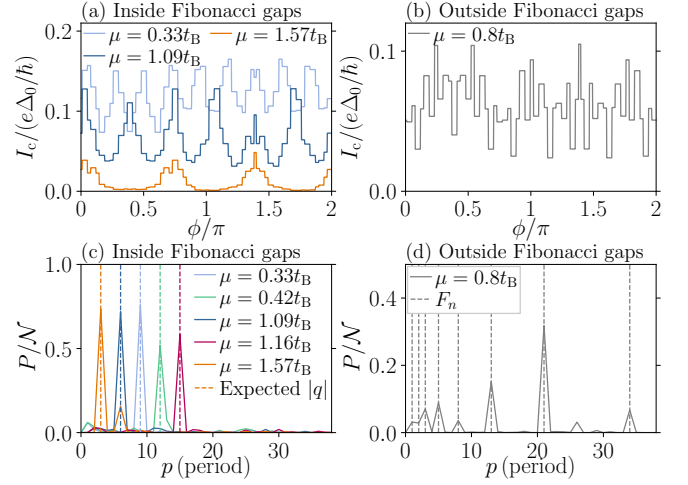 (a) Inside Fibonacci gaps
(b) Outside Fibonacci gaps
μ = 0.33t_B
μ = 1.57t_B
μ = 1.09t_B
μ = 0.8t_B
I_c/(eΔ_0/ħ)
0.2
0.1
0.0
0 0.5 1 1.5 2
ϕ/π
I_c/(eΔ_0/ħ)
0.1
0.0
0 0.5 1 1.5 2
ϕ/π
(c) Inside Fibonacci gaps
(d) Outside Fibonacci gaps
μ = 0.33t_B
μ = 0.42t_B
μ = 1.09t_B
μ = 1.16t_B
μ = 1.57t_B
Expected |q|
μ = 0.8t_B
F_n
P/𝒩
1.0
0.5
0.0
0 10 20 30
p (period)
P/𝒩
0.4
0.2
0
0 10 20 30
p (period)